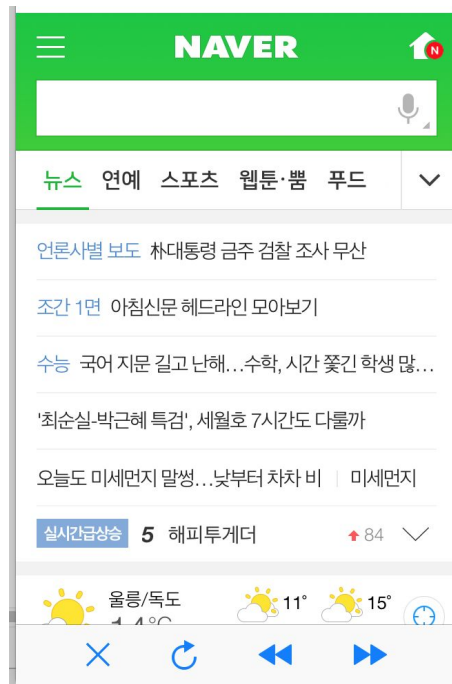 NAVER
N
뉴스 연예 스포츠 웹툰·뿜 푸드
언론사별 보도 朴대통령 금주 검찰 조사 무산
조간 1면 아침신문 헤드라인 모아보기
수능 국어 지문 길고 난해…수학, 시간 쫓긴 학생 많…
'최순실-박근혜 특검', 세월호 7시간도 다룰까
오늘도 미세먼지 말썽…낮부터 차차 비 | 미세먼지
실시간급상승 5 해피투게더 84
울릉/독도 11° 15°